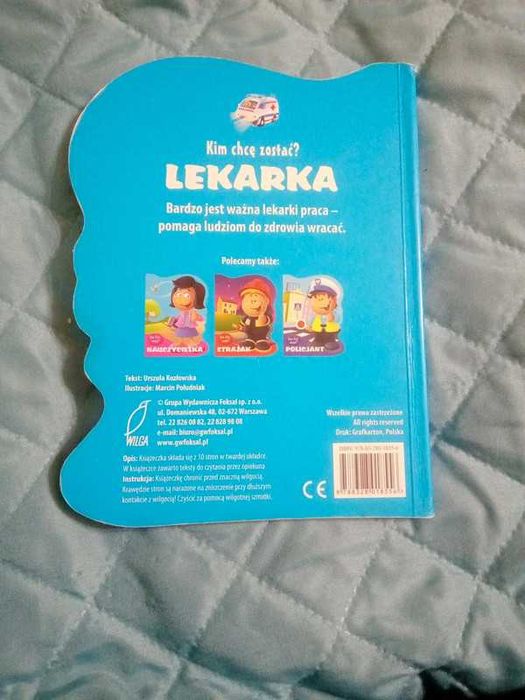 Kim chcę zostać?
LEKARKA
Bardzo jest ważna lekarki praca –
pomaga ludziom do zdrowia wracać.
Polecamy także:
NAUCZYCIELKA
STRAŻAK
POLICJANT
Tekst: Urszula Kozłowska
Ilustracje: Marcin Południak
© Grupa Wydawnicza Foksal sp. z o.o.
ul. Domaniewska 48, 02-672 Warszawa
tel. 22 826 08 82, 22 828 98 08
e-mail: biuro@gwfoksal.pl
www.gwfoksal.pl
WILGA
Wszelkie prawa zastrzeżone
All rights reserved
Druk: Grafkarton, Polska
Opis: Książeczka składa się z 10 stron w twardej okładce.
W książeczce zawarto teksty do czytania przez opiekuna
Instrukcja: Książeczkę chronić przed znaczną wilgocią.
Krawędzie stron są narażone na zniszczenie przy dłuższym
kontakcie z wilgocią! Czyścić za pomocą wilgotnej szmatki.
CE